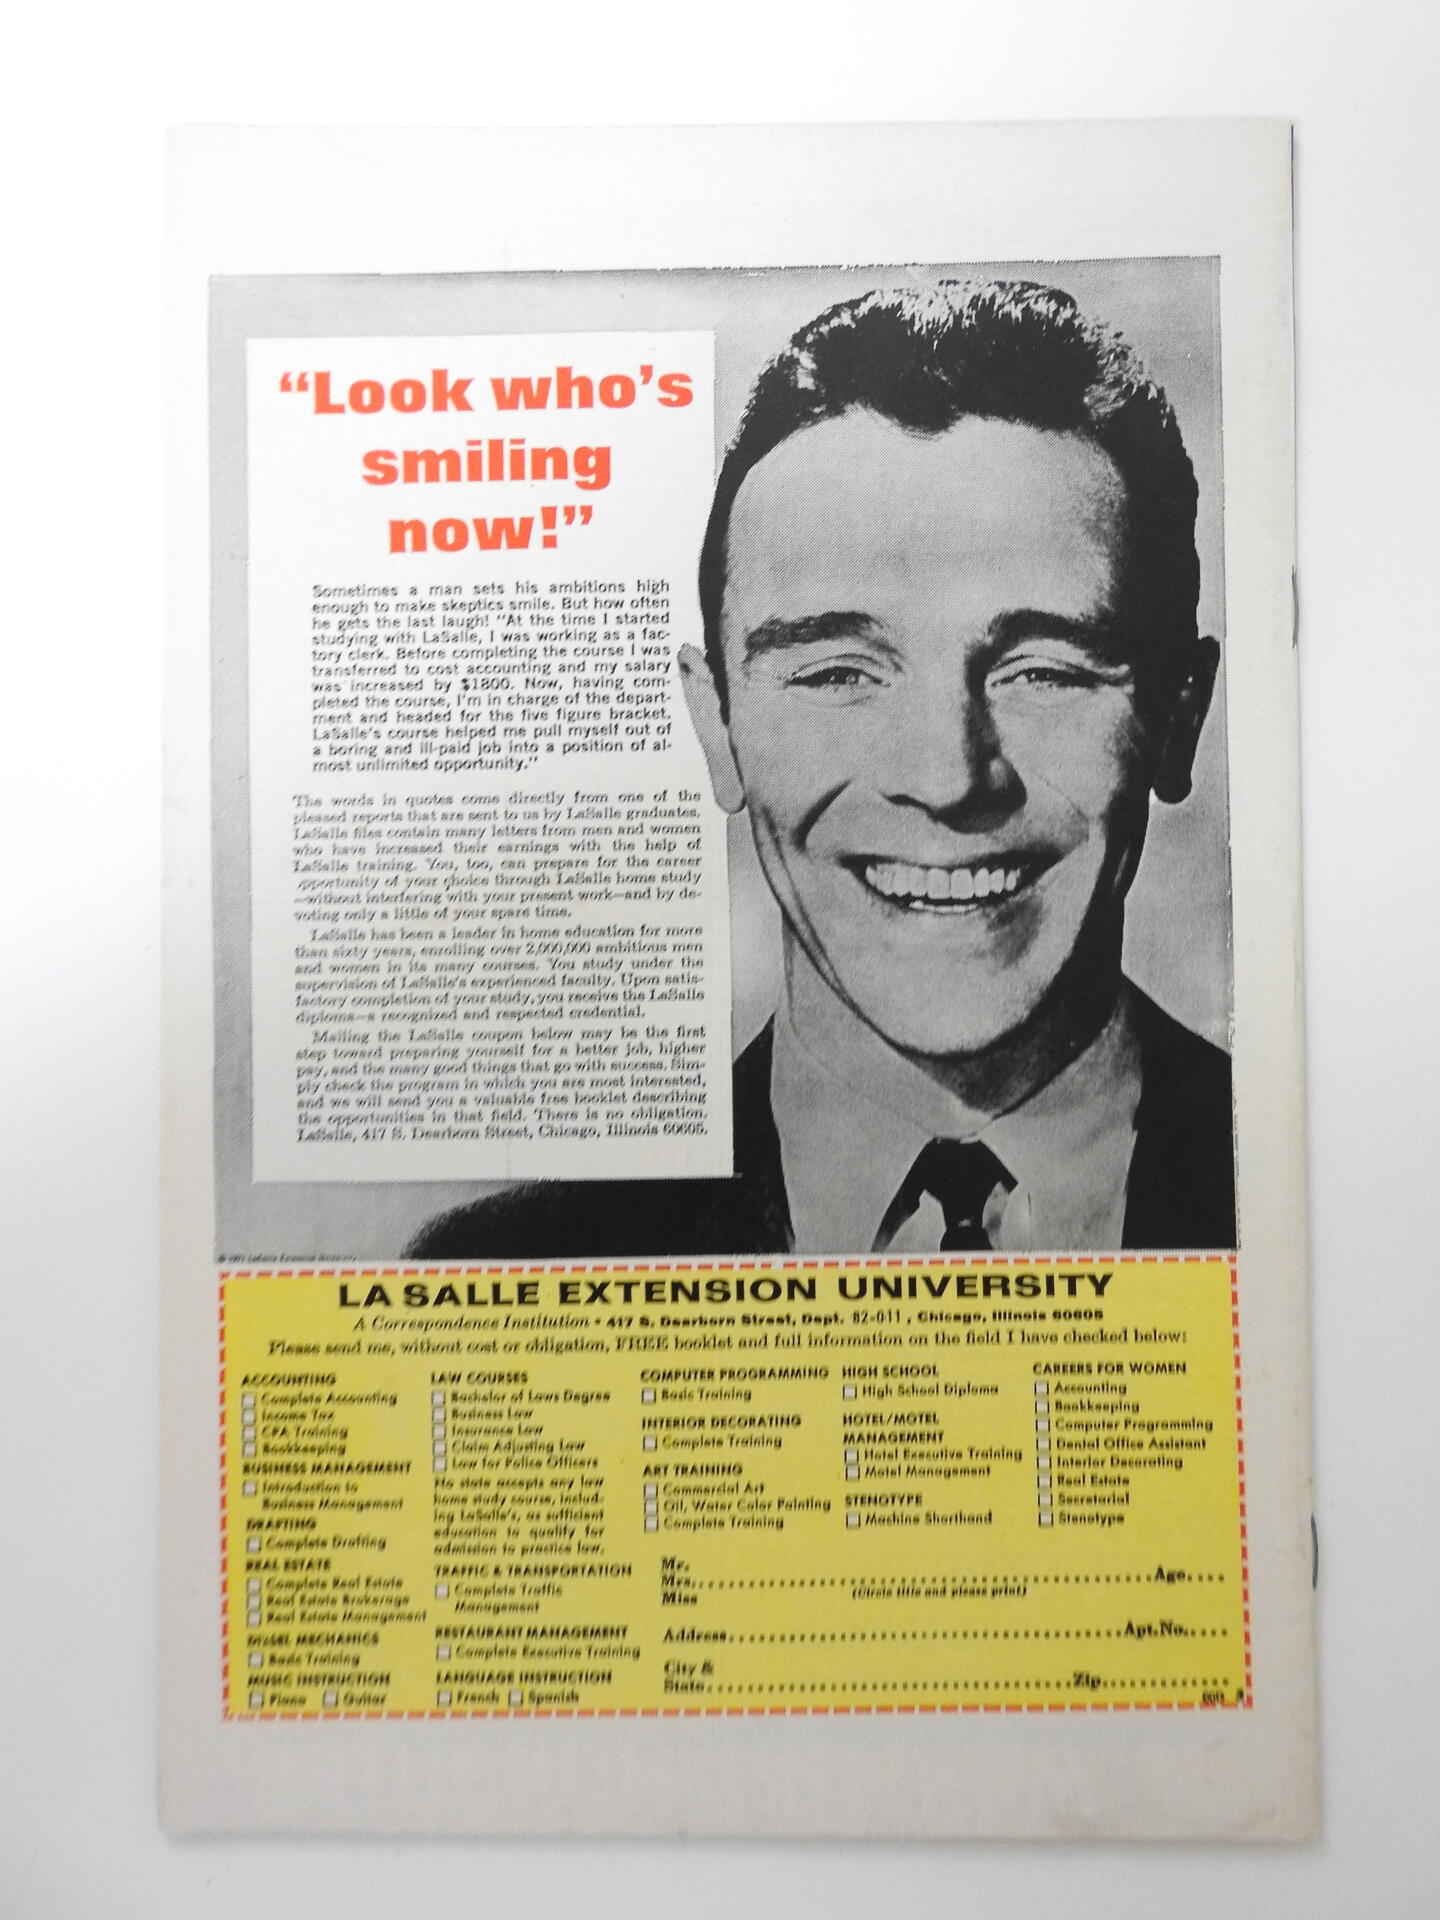 “Look who’s
smiling
now!”
Sometimes a man sets his ambitions high
enough to make skeptics smile. But how often
he gets the last laugh! “At the time I started
studying with LaSalle, I was working as a fac-
tory clerk. Before completing the course I was
transferred to cost accounting and my salary
was increased by $1800. Now, having com-
pleted the course, I’m in charge of the depart-
ment and headed for the five figure bracket.
LaSalle’s course helped me pull myself out of
a boring and ill-paid job into a position of al-
most unlimited opportunity.”
The words in quotes come directly from one of the
pleased reports that are sent to us by LaSalle graduates.
LaSalle files contain many letters from men and women
who have increased their earnings with the help of
LaSalle training. You, too, can prepare for the career
opportunity of your choice through LaSalle home study
—without interfering with your present work—and by de-
voting only a little of your spare time.
LaSalle has been a leader in home education for more
than sixty years, enrolling over 2,000,000 ambitious men
and women in its many courses. You study under the
supervision of LaSalle’s experienced faculty. Upon satis-
factory completion of your study, you receive the LaSalle
diploma—a recognized and respected credential.
Mailing the LaSalle coupon below may be the first
step toward preparing yourself for a better job, higher
pay, and the many good things that go with success. Sim-
ply check the program in which you are most interested,
and we will send you a valuable free booklet describing
the opportunities in that field. There is no obligation.
LaSalle, 417 S. Dearborn Street, Chicago, Illinois 60605.
© 1971 LaSalle Extension University
LA SALLE EXTENSION UNIVERSITY
A Correspondence Institution • 417 S. Dearborn Street, Dept. 82-011, Chicago, Illinois 60605
Please send me, without cost or obligation, FREE booklet and full information on the field I have checked below:
ACCOUNTING
Complete Accounting
Income Tax
CPA Training
Bookkeeping
BUSINESS MANAGEMENT
Introduction to
Business Management
DRAFTING
Complete Drafting
REAL ESTATE
Complete Real Estate
Real Estate Brokerage
Real Estate Management
DIESEL MECHANICS
Basic Training
MUSIC INSTRUCTION
Piano Guitar
LAW COURSES
Bachelor of Laws Degree
Business Law
Insurance Law
Claim Adjusting Law
Law for Police Officers
No state accepts any law
home study course, includ-
ing LaSalle’s, as sufficient
education to qualify for
admission to practice law.
TRAFFIC & TRANSPORTATION
Complete Traffic
Management
RESTAURANT MANAGEMENT
Complete Executive Training
LANGUAGE INSTRUCTION
French Spanish
COMPUTER PROGRAMMING
Basic Training
INTERIOR DECORATING
Complete Training
ART TRAINING
Commercial Art
Oil, Water Color Painting
Complete Training
HIGH SCHOOL
High School Diploma
HOTEL/MOTEL
MANAGEMENT
Hotel Executive Training
Motel Management
STENOTYPE
Machine Shorthand
CAREERS FOR WOMEN
Accounting
Bookkeeping
Computer Programming
Dental Office Assistant
Interior Decorating
Real Estate
Secretarial
Stenotype
Mr.
Mrs. Age
Miss (Circle title and please print)
Address Apt. No.
City &
State Zip